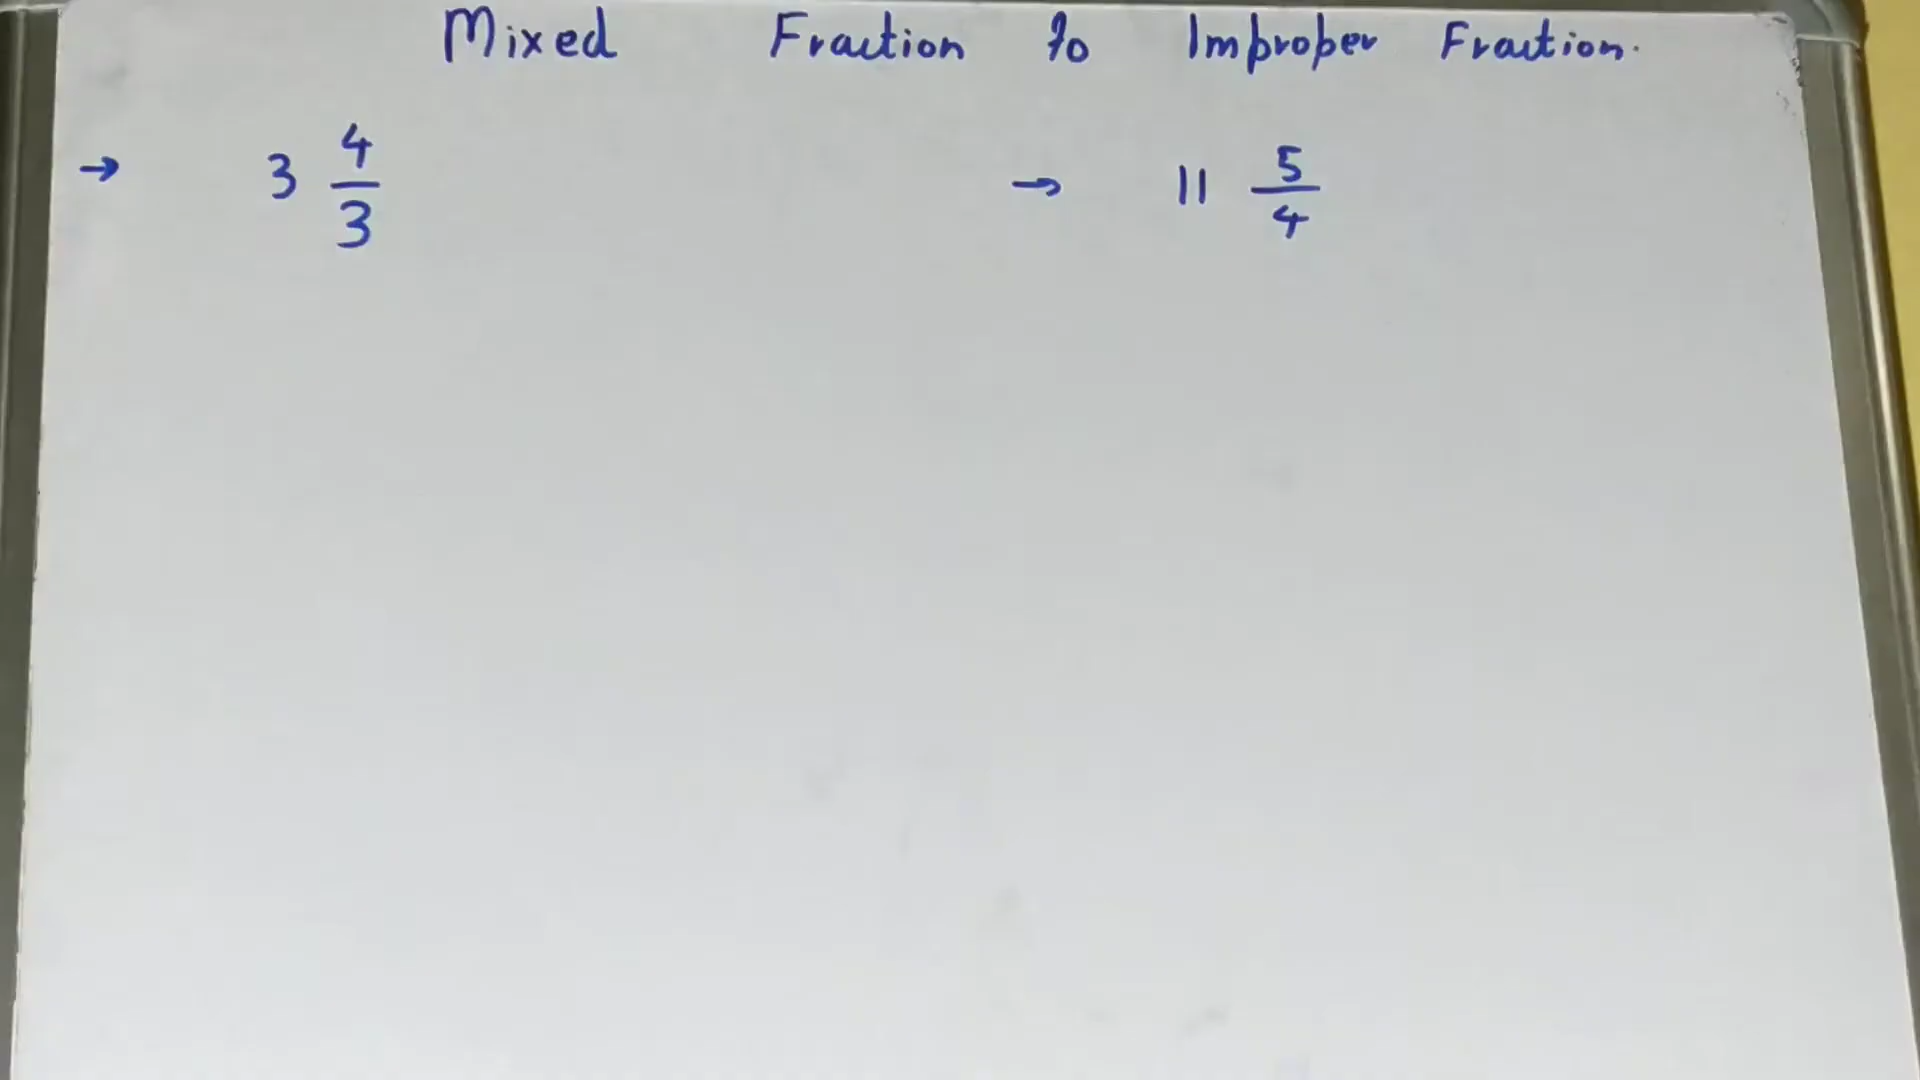 Mixed Fraction to Improper Fraction.
→ 3 4/3
→ 11 5/4